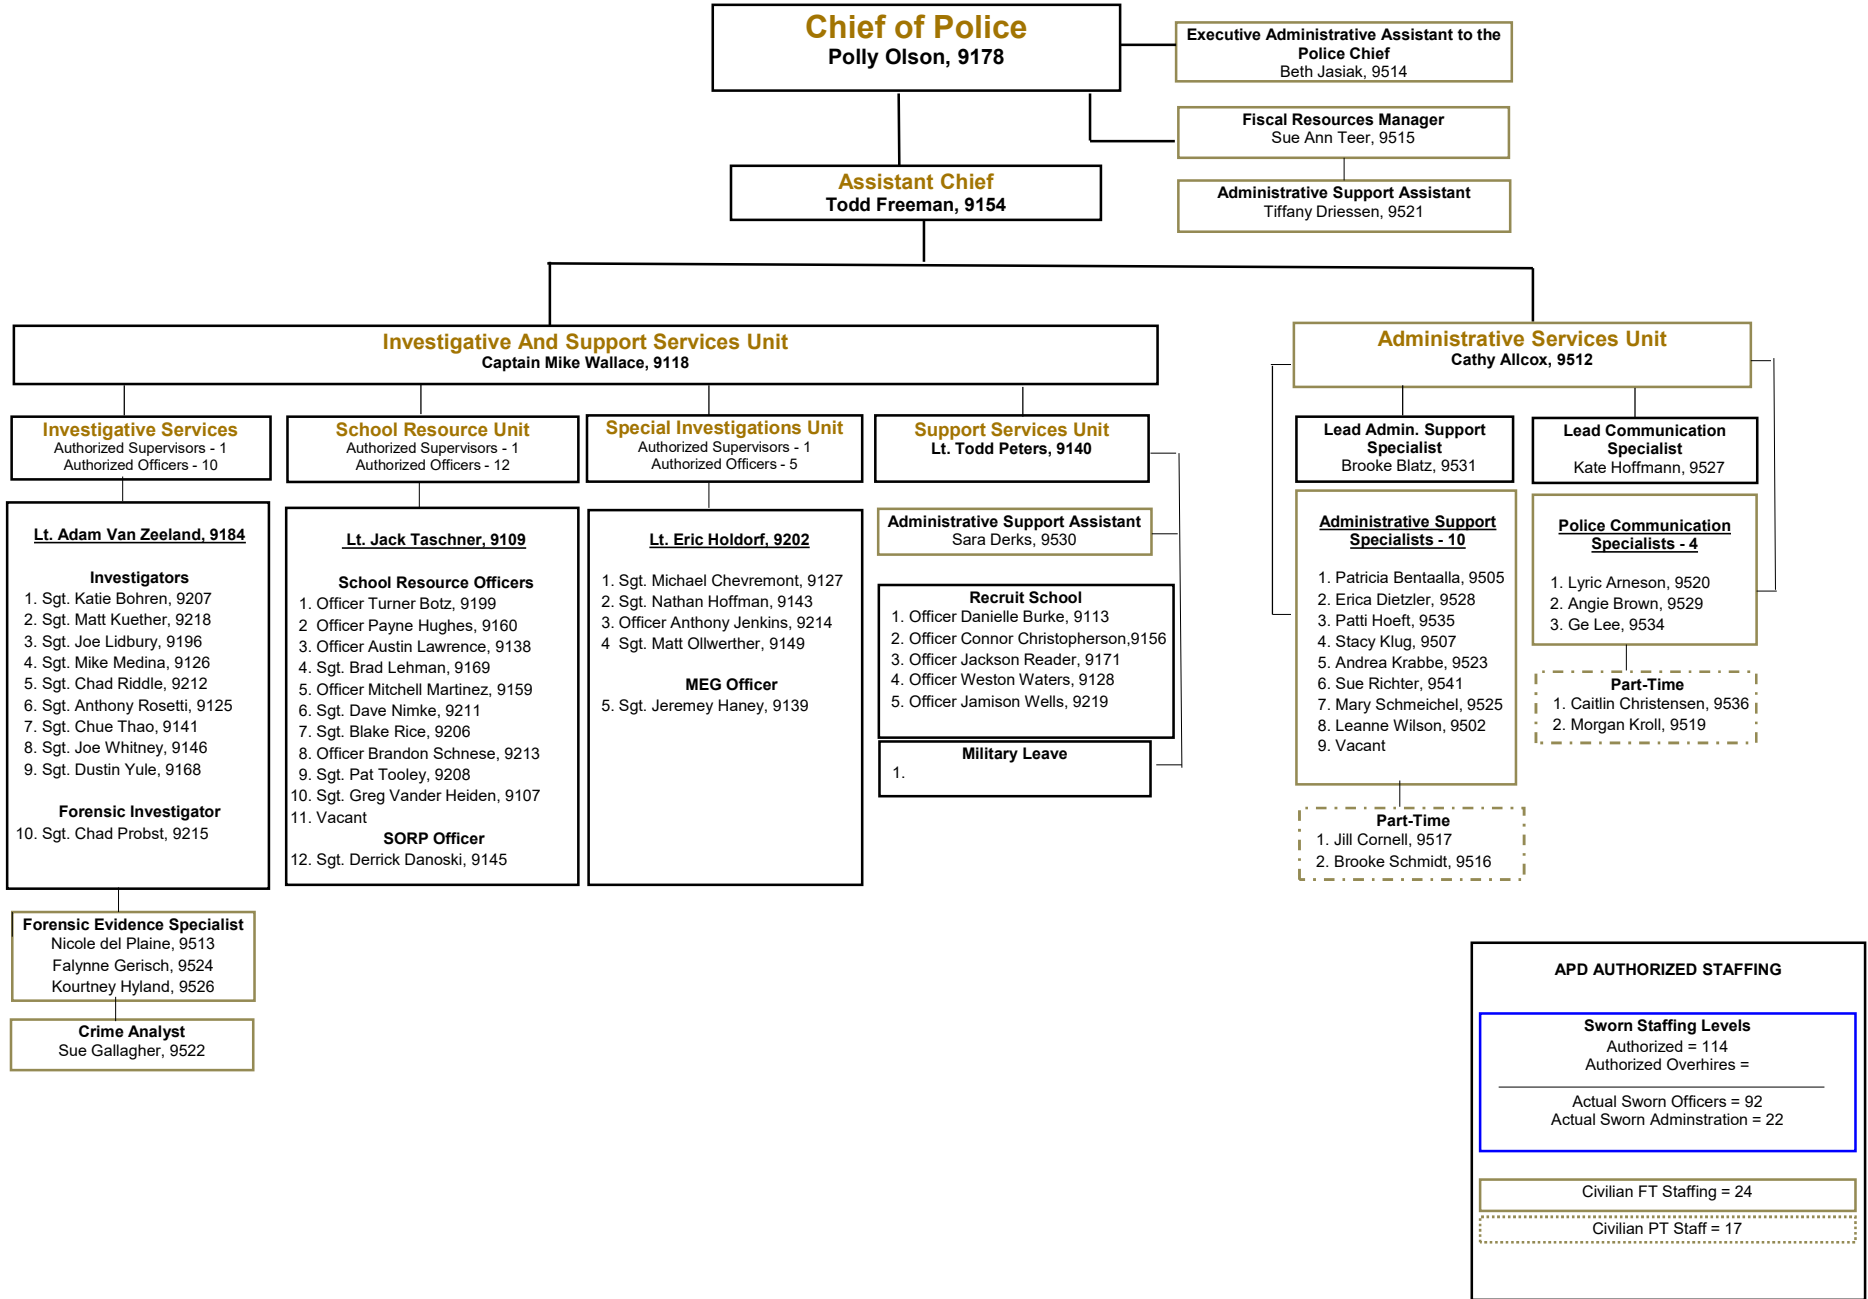 Chief of Police
Polly Olson, 9178
Executive Administrative Assistant to the
Police Chief
Beth Jasiak, 9514
Fiscal Resources Manager
Sue Ann Teer, 9515
Administrative Support Assistant
Tiffany Driessen, 9521
Assistant Chief
Todd Freeman, 9154
Investigative And Support Services Unit
Captain Mike Wallace, 9118
Administrative Services Unit
Cathy Allcox, 9512
Investigative Services
Authorized Supervisors - 1
Authorized Officers - 10
School Resource Unit
Authorized Supervisors - 1
Authorized Officers - 12
Special Investigations Unit
Authorized Supervisors - 1
Authorized Officers - 5
Support Services Unit
Lt. Todd Peters, 9140
Lead Admin. Support
Specialist
Brooke Blatz, 9531
Lead Communication
Specialist
Kate Hoffmann, 9527
Lt. Adam Van Zeeland, 9184
Investigators
1. Sgt. Katie Bohren, 9207
2. Sgt. Matt Kuether, 9218
3. Sgt. Joe Lidbury, 9196
4. Sgt. Mike Medina, 9126
5. Sgt. Chad Riddle, 9212
6. Sgt. Anthony Rosetti, 9125
7. Sgt. Chue Thao, 9141
8. Sgt. Joe Whitney, 9146
9. Sgt. Dustin Yule, 9168
Forensic Investigator
10. Sgt. Chad Probst, 9215
Lt. Jack Taschner, 9109
School Resource Officers
1. Officer Turner Botz, 9199
2 Officer Payne Hughes, 9160
3. Officer Austin Lawrence, 9138
4. Sgt. Brad Lehman, 9169
5. Officer Mitchell Martinez, 9159
6. Sgt. Dave Nimke, 9211
7. Sgt. Blake Rice, 9206
8. Officer Brandon Schnese, 9213
9. Sgt. Pat Tooley, 9208
10. Sgt. Greg Vander Heiden, 9107
11. Vacant
SORP Officer
12. Sgt. Derrick Danoski, 9145
Lt. Eric Holdorf, 9202
1. Sgt. Michael Chevremont, 9127
2. Sgt. Nathan Hoffman, 9143
3. Officer Anthony Jenkins, 9214
4 Sgt. Matt Ollwerther, 9149
MEG Officer
5. Sgt. Jeremey Haney, 9139
Administrative Support Assistant
Sara Derks, 9530
Recruit School
1. Officer Danielle Burke, 9113
2. Officer Connor Christopherson,9156
3. Officer Jackson Reader, 9171
4. Officer Weston Waters, 9128
5. Officer Jamison Wells, 9219
Military Leave
1.
Administrative Support
Specialists - 10
1. Patricia Bentaalla, 9505
2. Erica Dietzler, 9528
3. Patti Hoeft, 9535
4. Stacy Klug, 9507
5. Andrea Krabbe, 9523
6. Sue Richter, 9541
7. Mary Schmeichel, 9525
8. Leanne Wilson, 9502
9. Vacant
Part-Time
1. Jill Cornell, 9517
2. Brooke Schmidt, 9516
Police Communication
Specialists - 4
1. Lyric Arneson, 9520
2. Angie Brown, 9529
3. Ge Lee, 9534
Part-Time
1. Caitlin Christensen, 9536
2. Morgan Kroll, 9519
Forensic Evidence Specialist
Nicole del Plaine, 9513
Falynne Gerisch, 9524
Kourtney Hyland, 9526
Crime Analyst
Sue Gallagher, 9522
APD AUTHORIZED STAFFING
Sworn Staffing Levels
Authorized = 114
Authorized Overhires =
Actual Sworn Officers = 92
Actual Sworn Adminstration = 22
Civilian FT Staffing = 24
Civilian PT Staff = 17